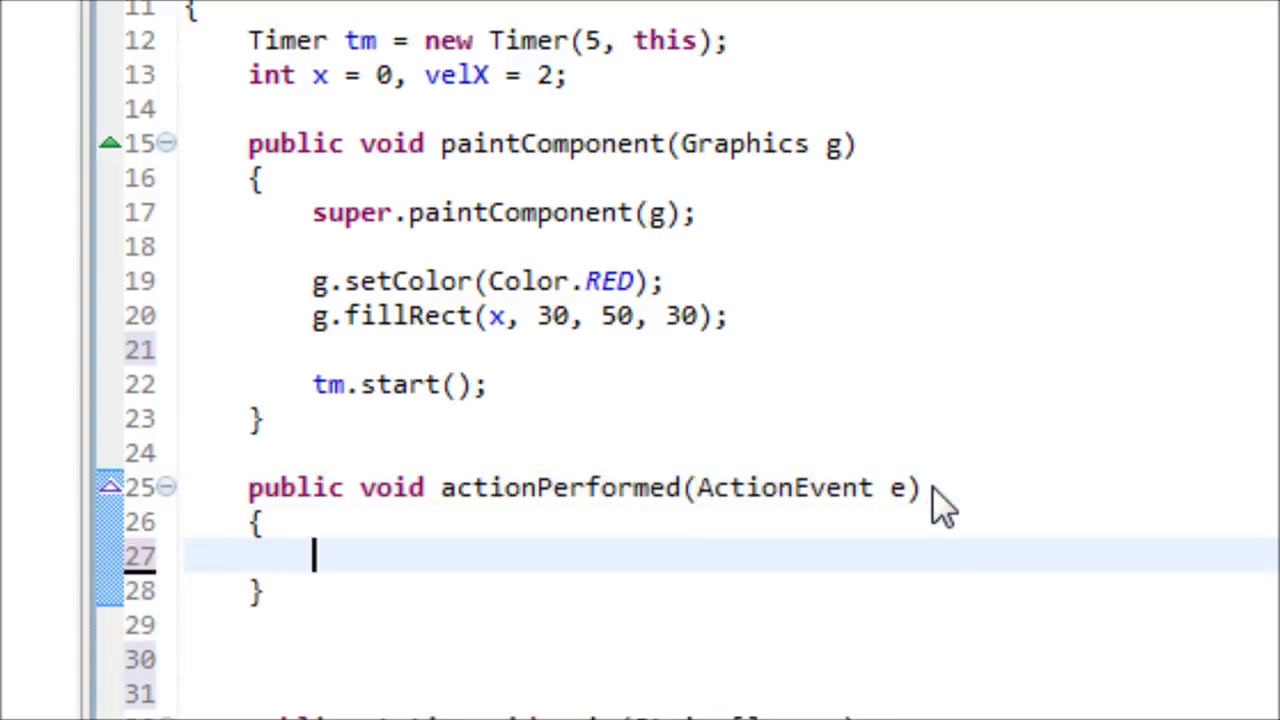 11 {
12 Timer tm = new Timer(5, this);
13 int x = 0, velX = 2;
14
15 public void paintComponent(Graphics g)
16 {
17 super.paintComponent(g);
18
19 g.setColor(Color.RED);
20 g.fillRect(x, 30, 50, 30);
21
22 tm.start();
23 }
24
25 public void actionPerformed(ActionEvent e)
26 {
27
28 }
29
30
31